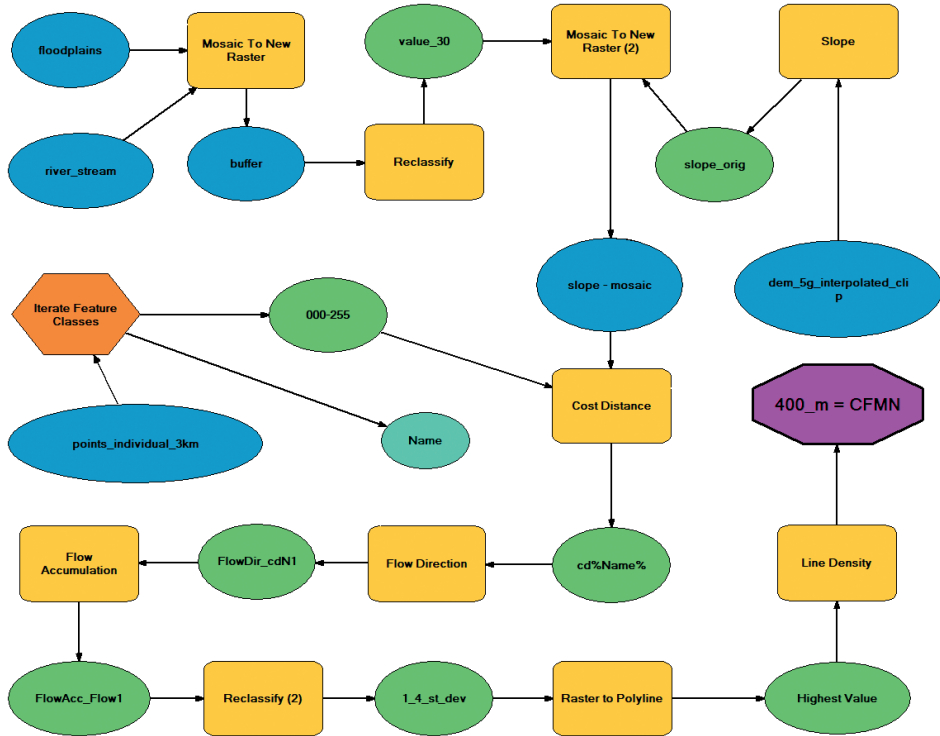 floodplains
Mosaic To New
Raster
value_30
Mosaic To New
Raster (2)
Slope
river_stream
buffer
Reclassify
slope_orig
Iterate Feature
Classes
000-255
slope - mosaic
dem_5g_interpolated_cli
p
points_individual_3km
Name
Cost Distance
400_m = CFMN
Flow
Accumulation
FlowDir_cdN1
Flow Direction
cd%Name%
Line Density
FlowAcc_Flow1
Reclassify (2)
1_4_st_dev
Raster to Polyline
Highest Value